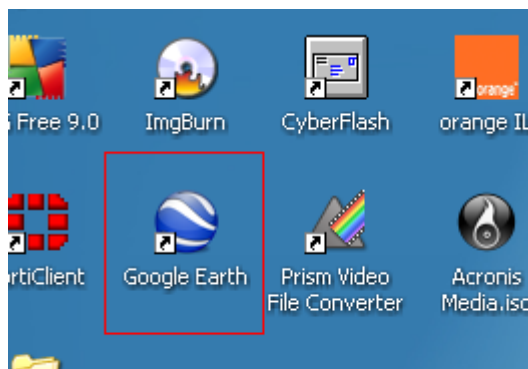 Free 9.0
ImgBurn
CyberFlash
orange
orange IL
rtiClient
Google Earth
Prism Video
File Converter
Acronis
Media.iso